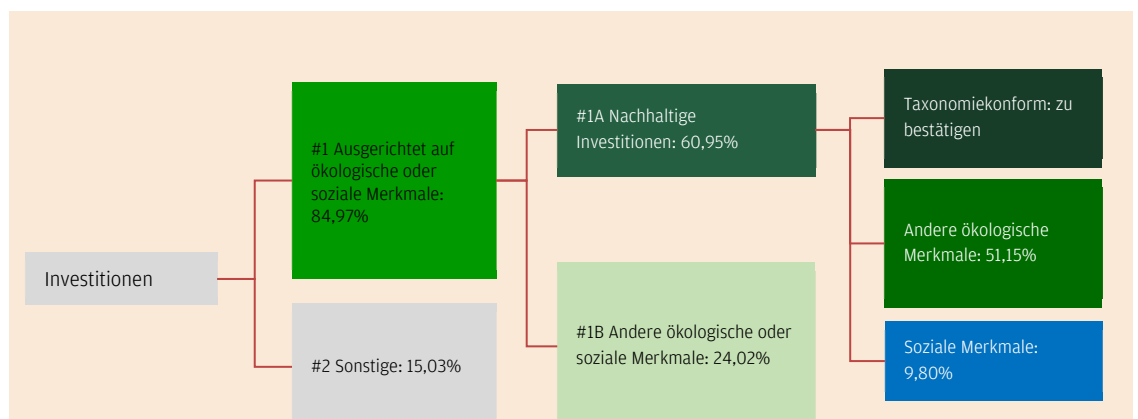 Investitionen
#1 Ausgerichtet auf
ökologische oder
soziale Merkmale:
84,97%
#2 Sonstige: 15,03%
#1A Nachhaltige
Investitionen: 60,95%
#1B Andere ökologische oder
soziale Merkmale: 24,02%
Taxonomiekonform: zu
bestätigen
Andere ökologische
Merkmale: 51,15%
Soziale Merkmale:
9,80%